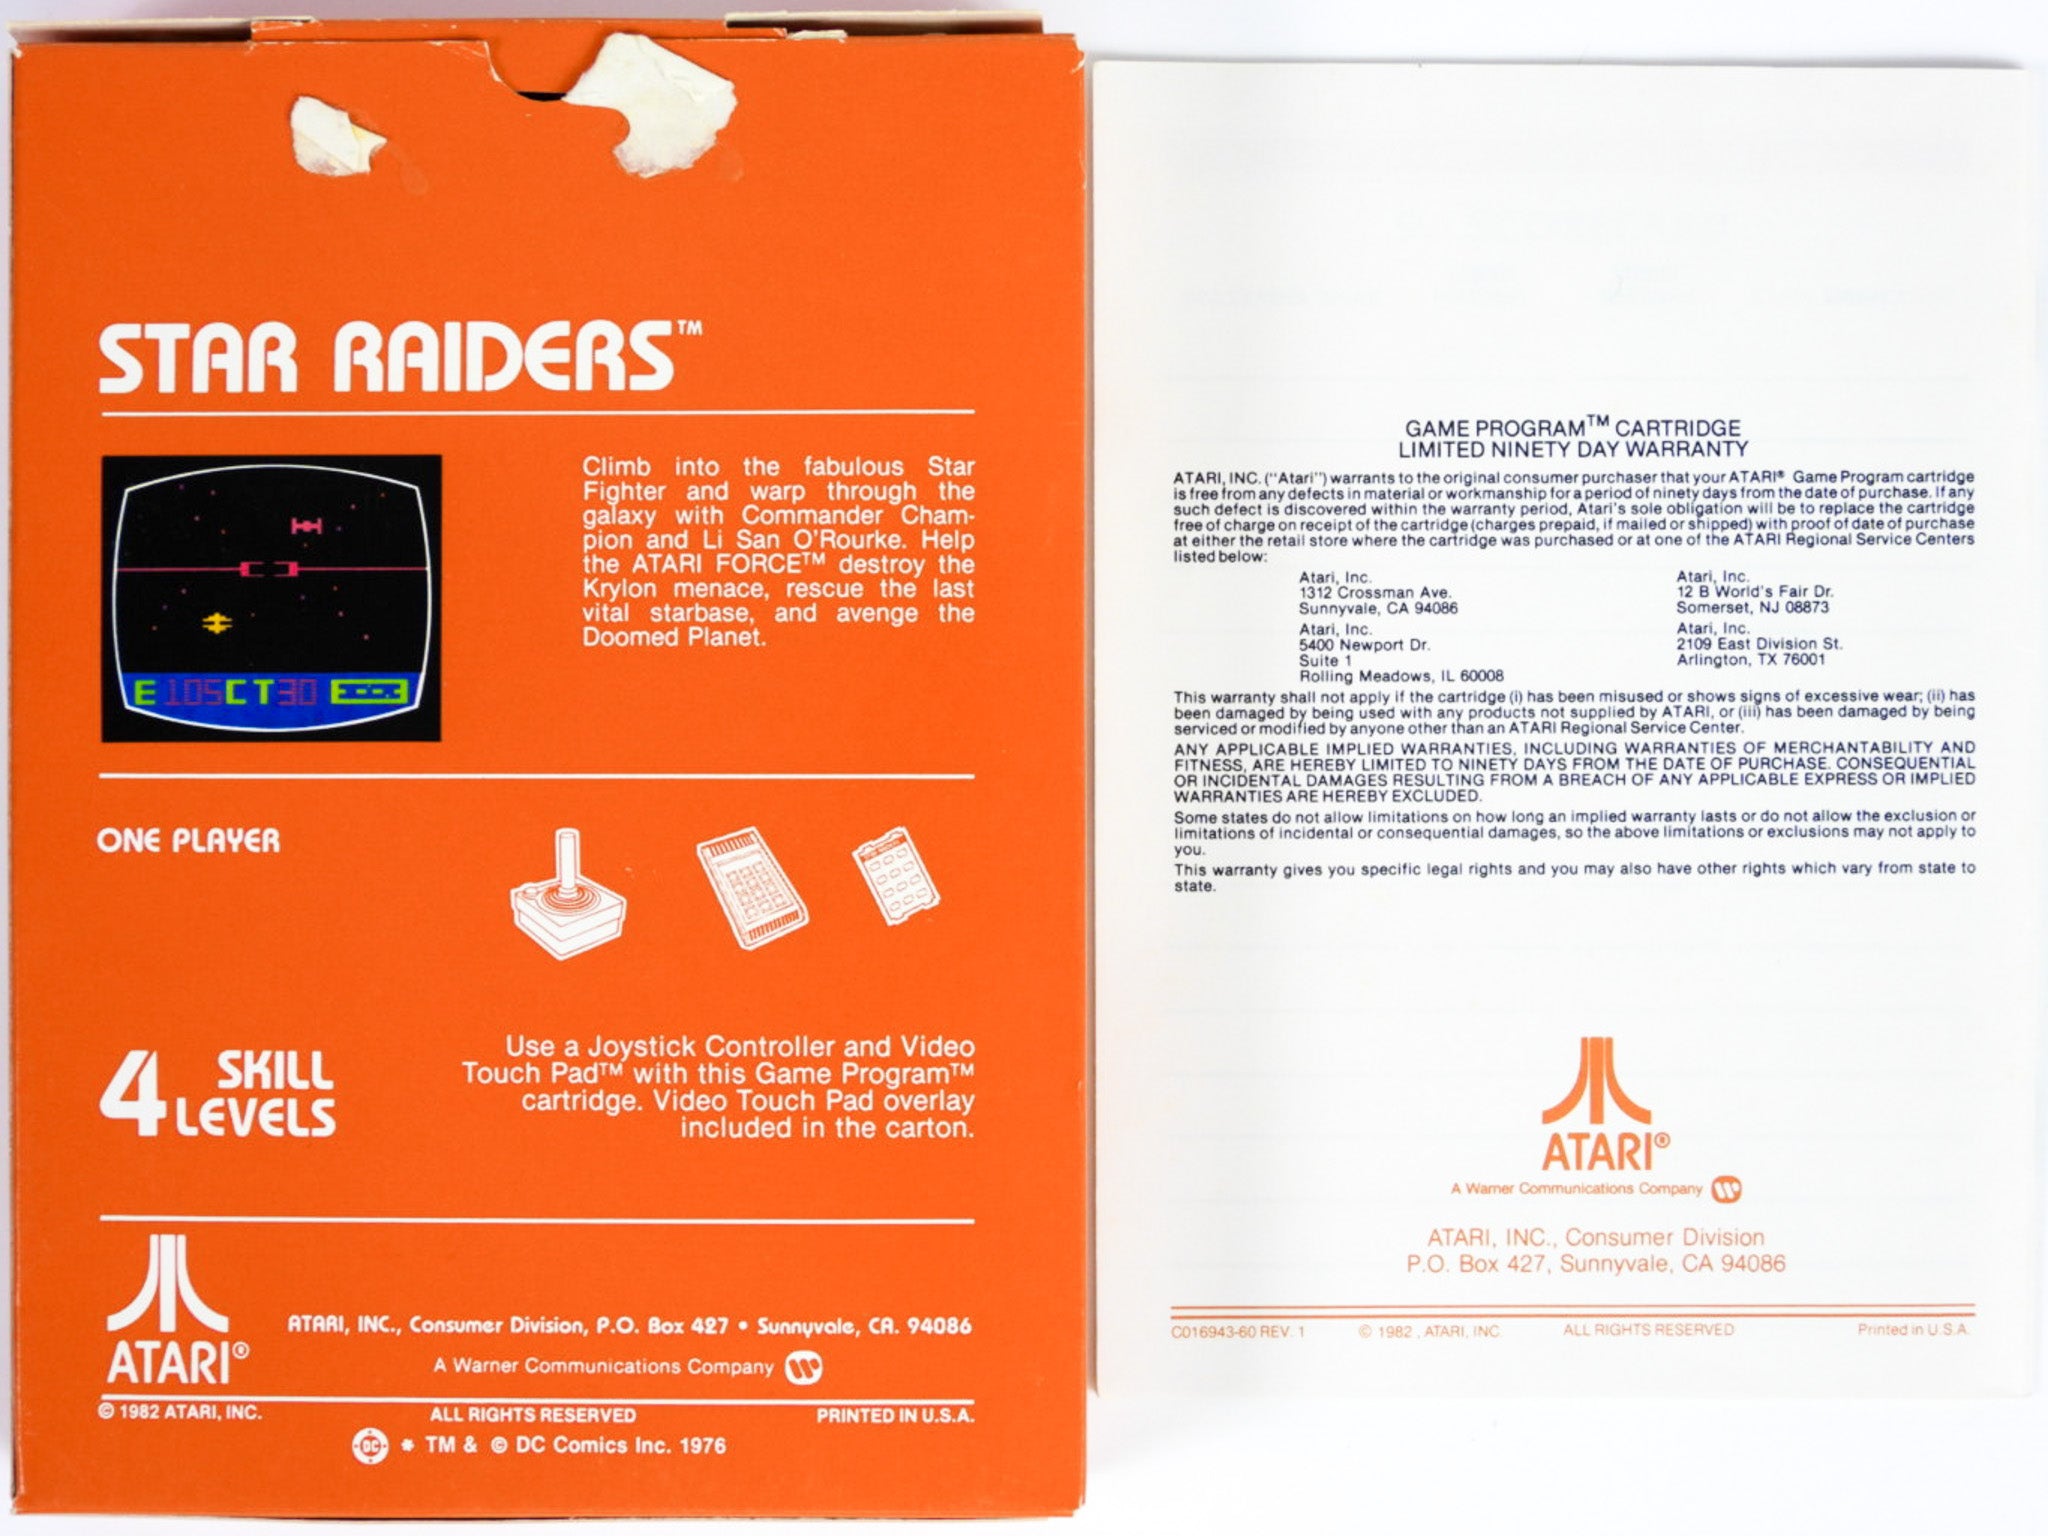 STAR RAIDERS™
Climb into the fabulous Star
Fighter and warp through the
galaxy with Commander Cham-
pion and Li San O'Rourke. Help
the ATARI FORCE™ destroy the
Krylon menace, rescue the last
vital starbase, and avenge the
Doomed Planet.
E 105 CT 30
ONE PLAYER
4 SKILL
LEVELS
Use a Joystick Controller and Video
Touch Pad™ with this Game Program™
cartridge. Video Touch Pad overlay
included in the carton.
ATARI®
ATARI, INC., Consumer Division, P.O. Box 427 • Sunnyvale, CA. 94086
A Warner Communications Company
© 1982 ATARI, INC. ALL RIGHTS RESERVED PRINTED IN U.S.A.
DC * TM & © DC Comics Inc. 1976
GAME PROGRAM™ CARTRIDGE
LIMITED NINETY DAY WARRANTY
ATARI, INC. ("Atari") warrants to the original consumer purchaser that your ATARI® Game Program cartridge
is free from any defects in material or workmanship for a period of ninety days from the date of purchase. If any
such defect is discovered within the warranty period, Atari's sole obligation will be to replace the cartridge
free of charge on receipt of the cartridge (charges prepaid, if mailed or shipped) with proof of date of purchase
at either the retail store where the cartridge was purchased or at one of the ATARI Regional Service Centers
listed below:
Atari, Inc.
1312 Crossman Ave.
Sunnyvale, CA 94086
Atari, Inc.
12 B World's Fair Dr.
Somerset, NJ 08873
Atari, Inc.
5400 Newport Dr.
Suite 1
Rolling Meadows, IL 60008
Atari, Inc.
2109 East Division St.
Arlington, TX 76001
This warranty shall not apply if the cartridge (i) has been misused or shows signs of excessive wear; (ii) has
been damaged by being used with any products not supplied by ATARI, or (iii) has been damaged by being
serviced or modified by anyone other than an ATARI Regional Service Center.
ANY APPLICABLE IMPLIED WARRANTIES, INCLUDING WARRANTIES OF MERCHANTABILITY AND
FITNESS, ARE HEREBY LIMITED TO NINETY DAYS FROM THE DATE OF PURCHASE. CONSEQUENTIAL
OR INCIDENTAL DAMAGES RESULTING FROM A BREACH OF ANY APPLICABLE EXPRESS OR IMPLIED
WARRANTIES ARE HEREBY EXCLUDED.
Some states do not allow limitations on how long an implied warranty lasts or do not allow the exclusion or
limitations of incidental or consequential damages, so the above limitations or exclusions may not apply to
you.
This warranty gives you specific legal rights and you may also have other rights which vary from state to
state.
ATARI®
A Warner Communications Company
ATARI, INC., Consumer Division
P.O. Box 427, Sunnyvale, CA 94086
C016943-60 REV. 1 © 1982, ATARI, INC. ALL RIGHTS RESERVED Printed in U.S.A.